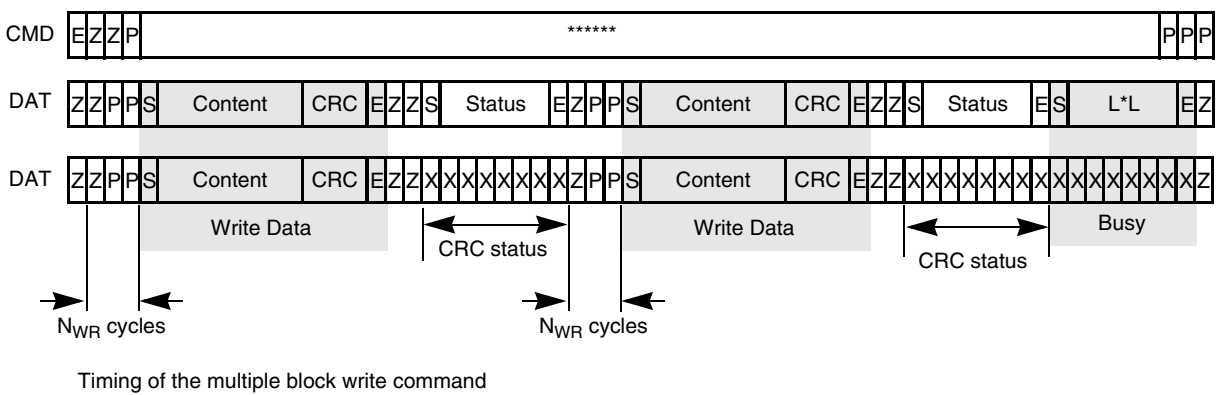 CMD E Z Z P ****** P P P
DAT Z Z P P S Content CRC E Z Z S Status E Z P P S Content CRC E Z Z S Status E S L*L E Z
DAT Z Z P P S Content CRC E Z Z X X X X X X X X Z P P S Content CRC E Z Z X X X X X X X X X X X X X X X X Z
Write Data CRC status Write Data CRC status Busy
NWR cycles NWR cycles
Timing of the multiple block write command